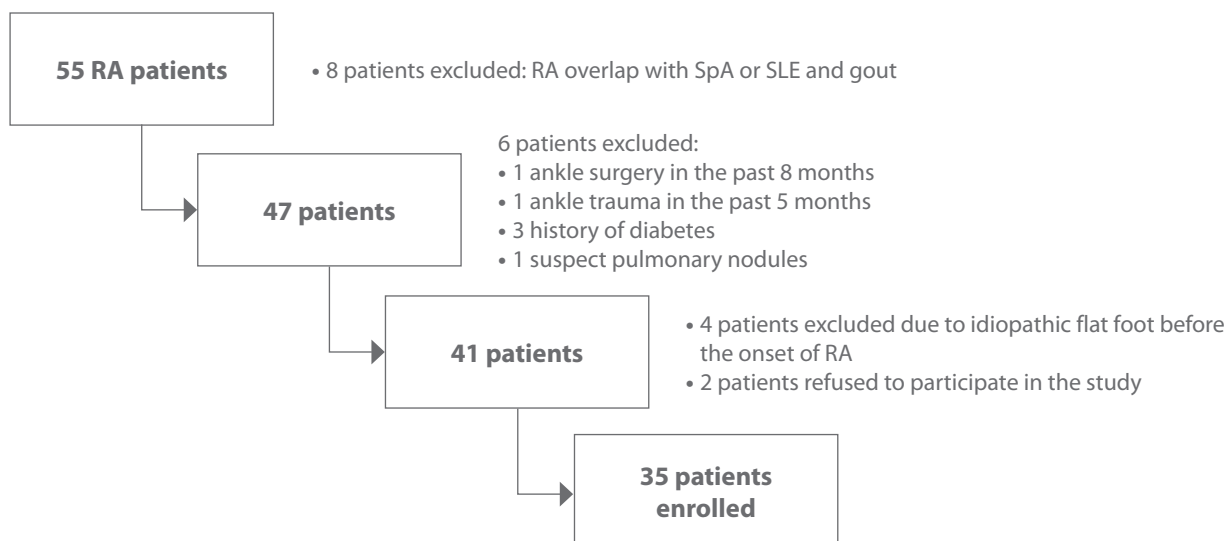 55 RA patients
• 8 patients excluded: RA overlap with SpA or SLE and gout
6 patients excluded:
• 1 ankle surgery in the past 8 months
• 1 ankle trauma in the past 5 months
• 3 history of diabetes
• 1 suspect pulmonary nodules
47 patients
• 4 patients excluded due to idiopathic flat foot before
the onset of RA
• 2 patients refused to participate in the study
41 patients
35 patients
enrolled